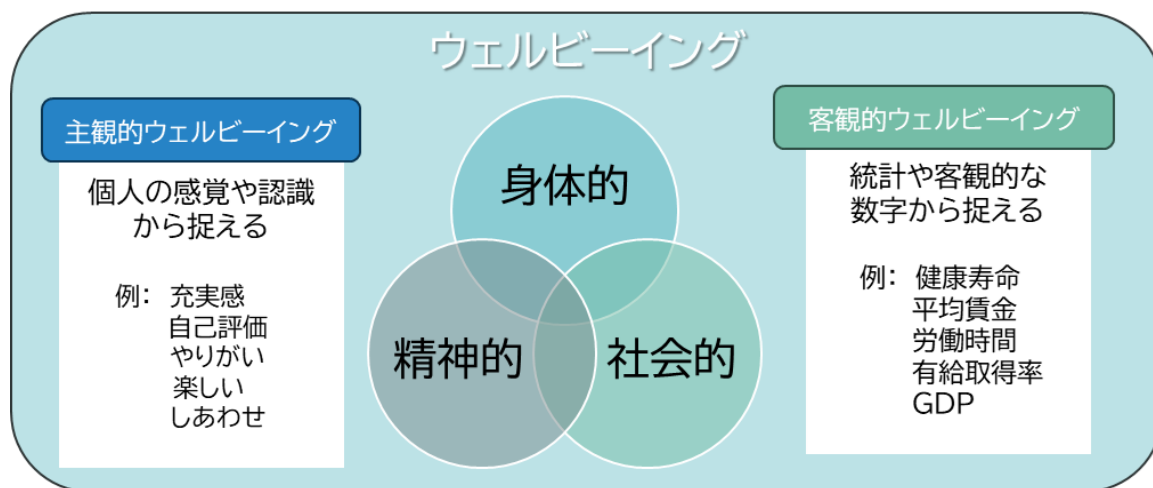 ウェルビーイング
主観的ウェルビーイング
個人の感覚や認識
から捉える
例： 充実感
自己評価
やりがい
楽しい
しあわせ
身体的
精神的
社会的
客観的ウェルビーイング
統計や客観的な
数字から捉える
例： 健康寿命
平均賃金
労働時間
有給取得率
GDP